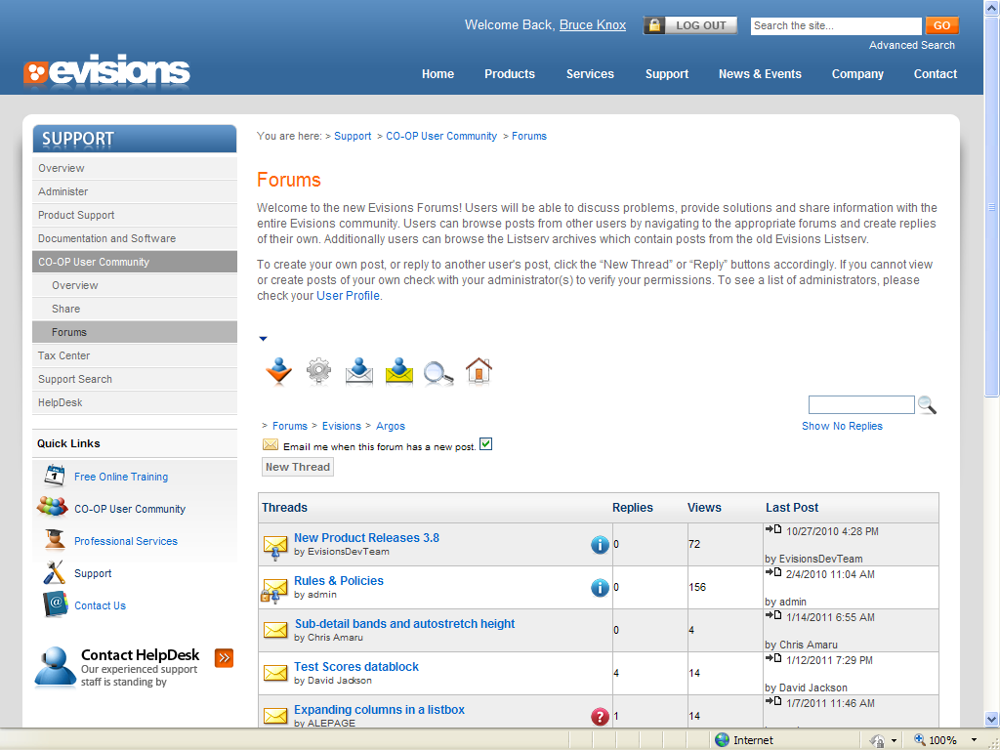 Welcome Back, Bruce Knox
LOG OUT
Search the site...
GO
Advanced Search
evisions
Home Products Services Support News & Events Company Contact
SUPPORT
Overview
Administer
Product Support
Documentation and Software
CO-OP User Community
Overview
Share
Forums
Tax Center
Support Search
HelpDesk
Quick Links
Free Online Training
CO-OP User Community
Professional Services
Support
Contact Us
Contact HelpDesk
Our experienced support
staff is standing by
You are here: > Support > CO-OP User Community > Forums
Forums
Welcome to the new Evisions Forums! Users will be able to discuss problems, provide solutions and share information with the
entire Evisions community. Users can browse posts from other users by navigating to the appropriate forums and create replies
of their own. Additionally users can browse the Listserv archives which contain posts from the old Evisions Listserv.
To create your own post, or reply to another user's post, click the “New Thread” or “Reply” buttons accordingly. If you cannot view
or create posts of your own check with your administrator(s) to verify your permissions. To see a list of administrators, please
check your User Profile.
Show No Replies
> Forums > Evisions > Argos
Email me when this forum has a new post.
New Thread
Threads Replies Views Last Post
New Product Releases 3.8
by EvisionsDevTeam
0 72 10/27/2010 4:28 PM
by EvisionsDevTeam
Rules & Policies
by admin
0 156 2/4/2010 11:04 AM
by admin
Sub-detail bands and autostretch height
by Chris Amaru
0 4 1/14/2011 6:55 AM
by Chris Amaru
Test Scores datablock
by David Jackson
4 14 1/12/2011 7:29 PM
by David Jackson
Expanding columns in a listbox
by ALEPAGE
1 14 1/7/2011 11:46 AM
Internet
100%